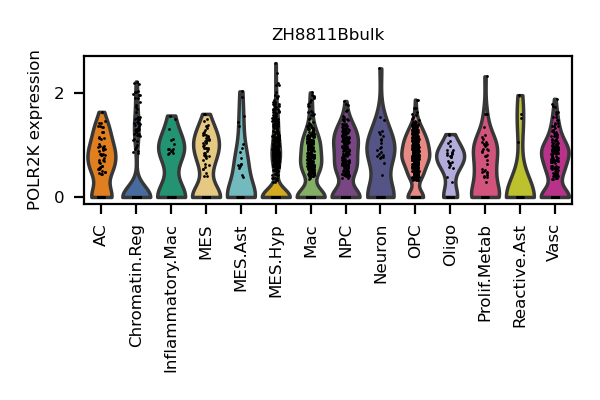 ZH8811Bbulk
POLR2K expression
2
0
AC
Chromatin.Reg
Inflammatory.Mac
MES
MES.Ast
MES.Hyp
Mac
NPC
Neuron
OPC
Oligo
Prolif.Metab
Reactive.Ast
Vasc